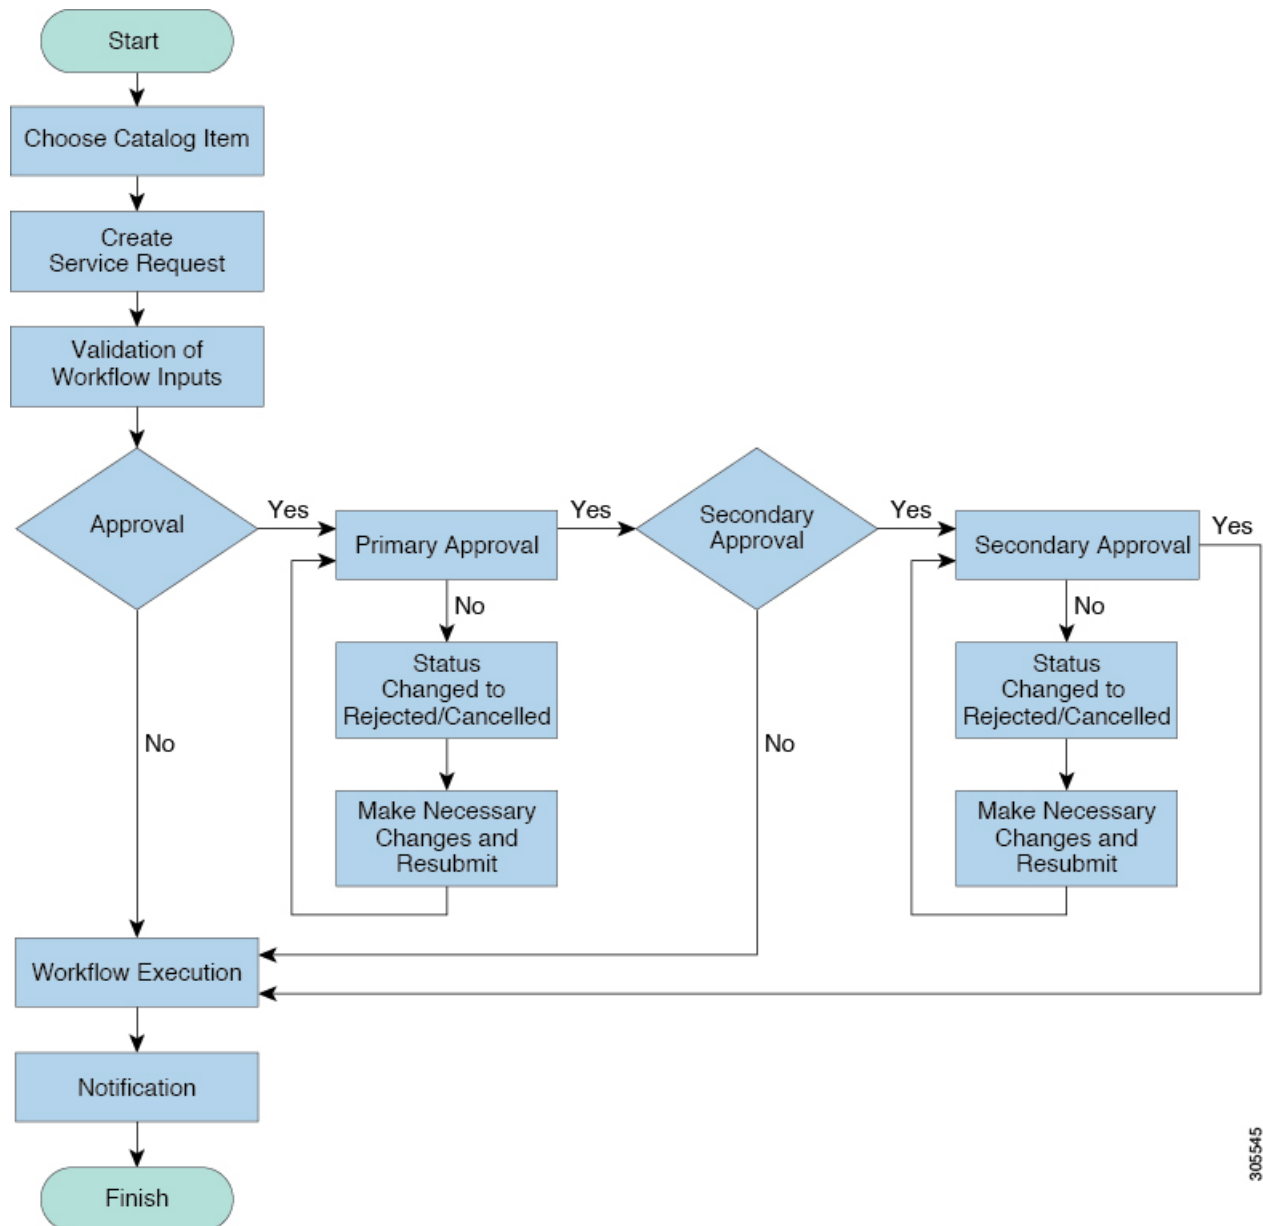 Start
Choose Catalog Item
Create
Service Request
Validation of
Workflow Inputs
Approval
Yes
No
Primary Approval
Yes
No
Status
Changed to
Rejected/Cancelled
Make Necessary
Changes and
Resubmit
Secondary
Approval
Yes
No
Secondary Approval
Yes
No
Status
Changed to
Rejected/Cancelled
Make Necessary
Changes and
Resubmit
Workflow Execution
Notification
Finish
305545